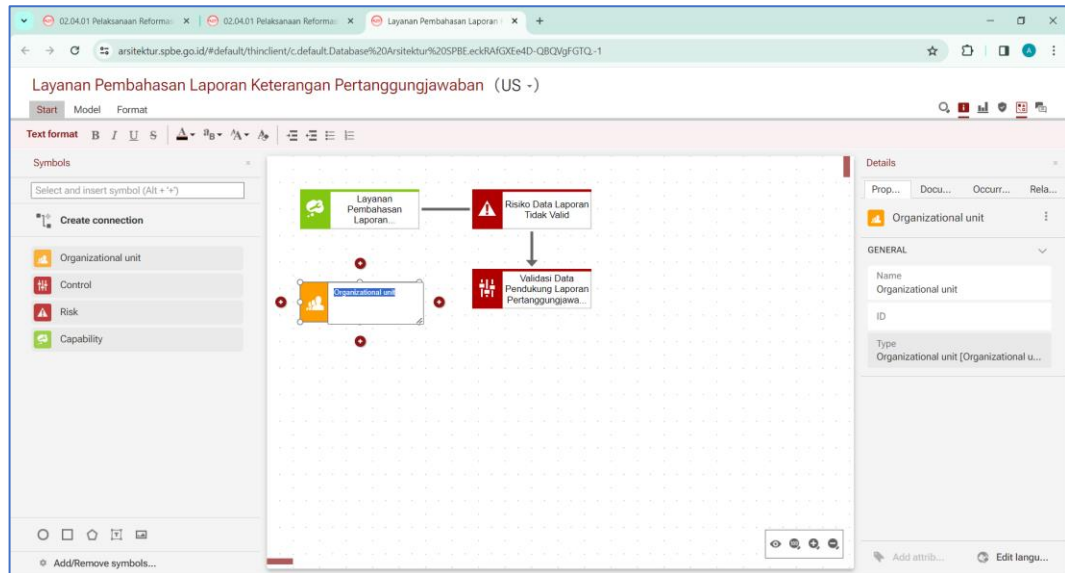 02.04.01 Pelaksanaan Reformas
02.04.01 Pelaksanaan Reformas
Layanan Pembahasan Laporan
arsitektur.spbe.go.id/#default/thinclient/c.default.Database%20Arsitektur%20SPBE.eckRAfGXEe4D-QBQVgFGTQ.-1
A
Layanan Pembahasan Laporan Keterangan Pertanggungjawaban (US -)
Start Model Format
Text format B I U S
Symbols
Details
Select and insert symbol (Alt + '+')
Create connection
Organizational unit
Control
Risk
Capability
Add/Remove symbols...
Layanan
Pembahasan
Laporan...
Risiko Data Laporan
Tidak Valid
Organizational unit
Validasi Data
Pendukung Laporan
Pertanggungjawa...
Prop... Docu... Occurr... Rela...
Organizational unit
GENERAL
Name
Organizational unit
ID
Type
Organizational unit [Organizational u...
Add attrib... Edit langu...